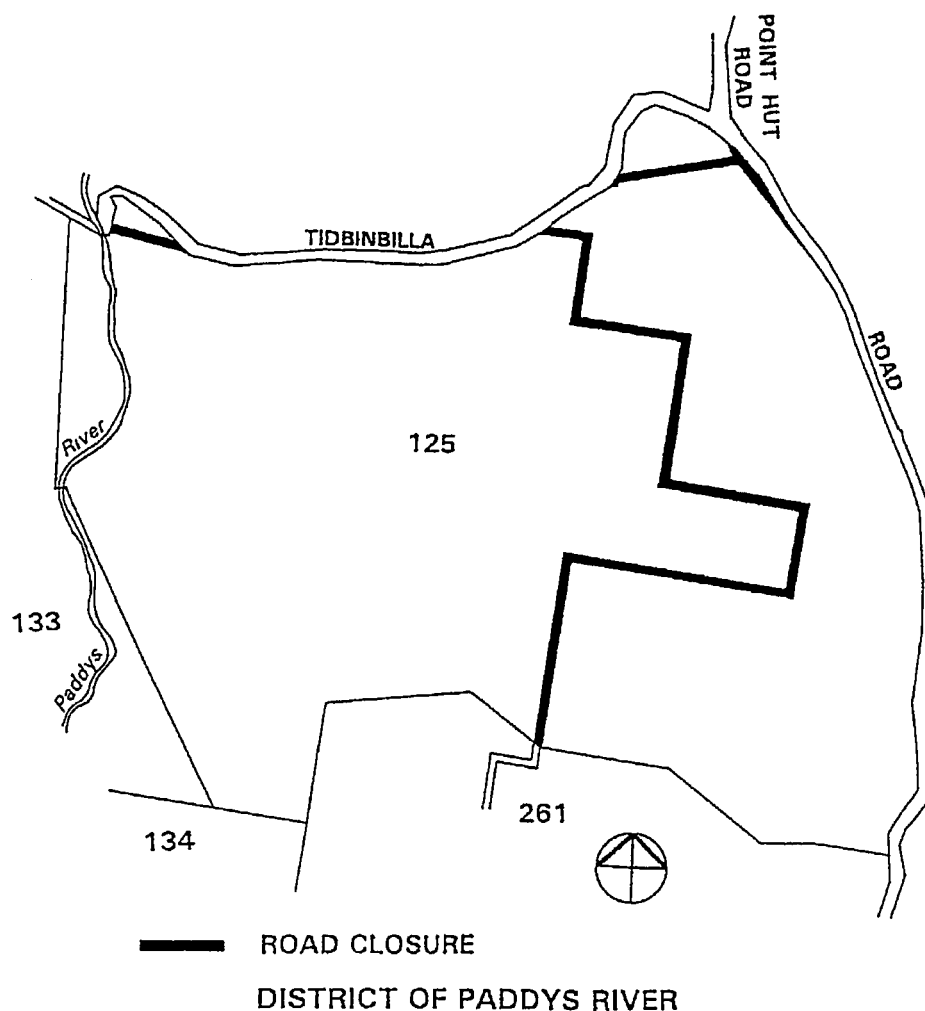 POINT HUT
ROAD
TIDBINBILLA
ROAD
River
125
133
Paddys
261
134
ROAD CLOSURE
DISTRICT OF PADDYS RIVER